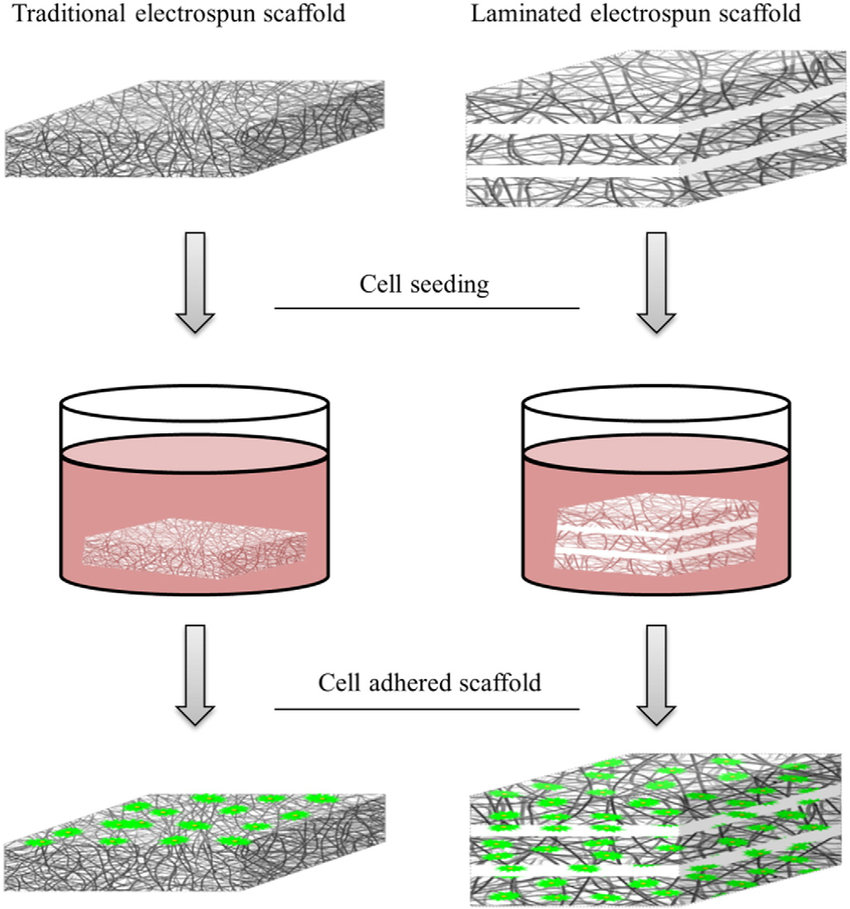 Traditional electrospun scaffold
Laminated electrospun scaffold
Cell seeding
Cell adhered scaffold